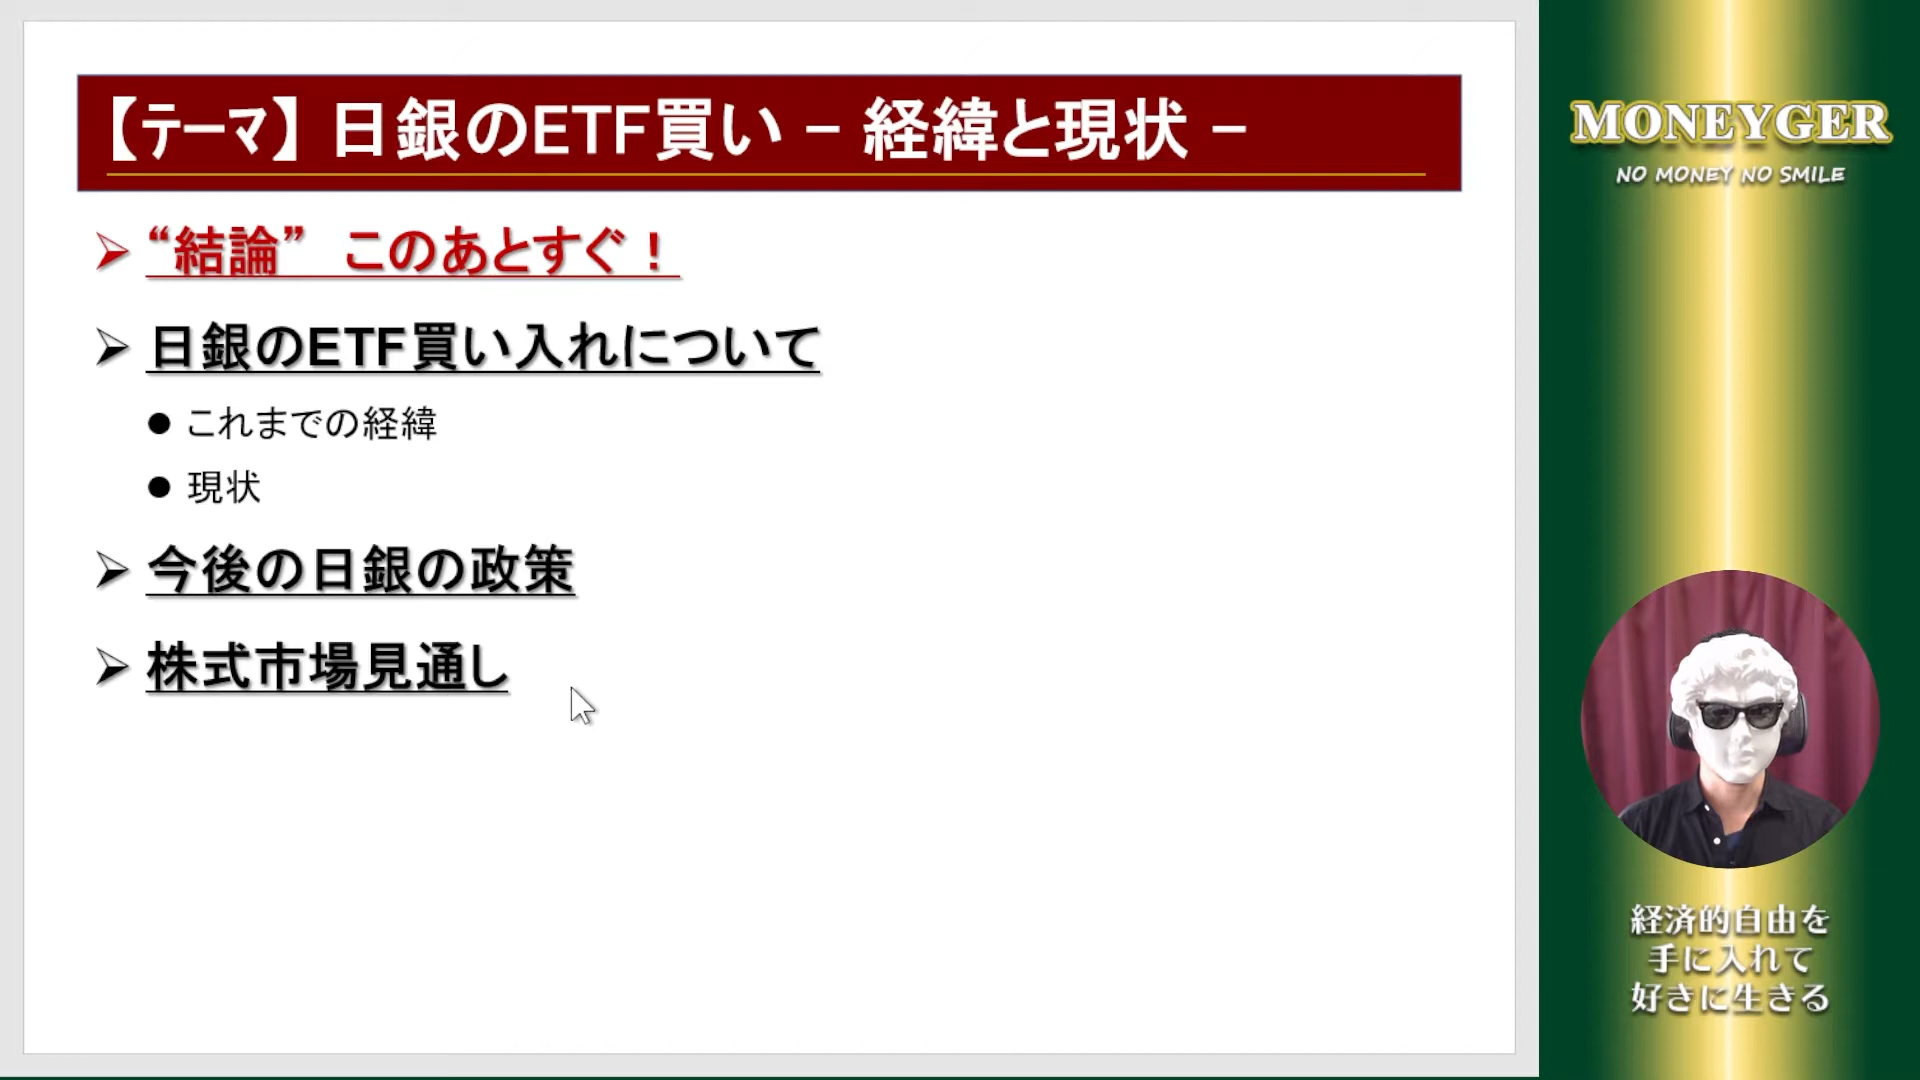 【テーマ】日銀のETF買い − 経緯と現状 −
“結論” このあとすぐ！
日銀のETF買い入れについて
これまでの経緯
現状
今後の日銀の政策
株式市場見通し
MONEYGER
NO MONEY NO SMILE
経済的自由を
手に入れて
好きに生きる